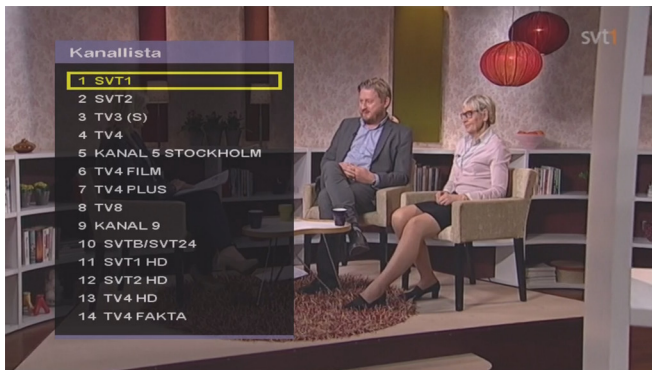 svt1
Kanallista
1 SVT1
2 SVT2
3 TV3 (S)
4 TV4
5 KANAL 5 STOCKHOLM
6 TV4 FILM
7 TV4 PLUS
8 TV8
9 KANAL 9
10 SVTB/SVT24
11 SVT1 HD
12 SVT2 HD
13 TV4 HD
14 TV4 FAKTA